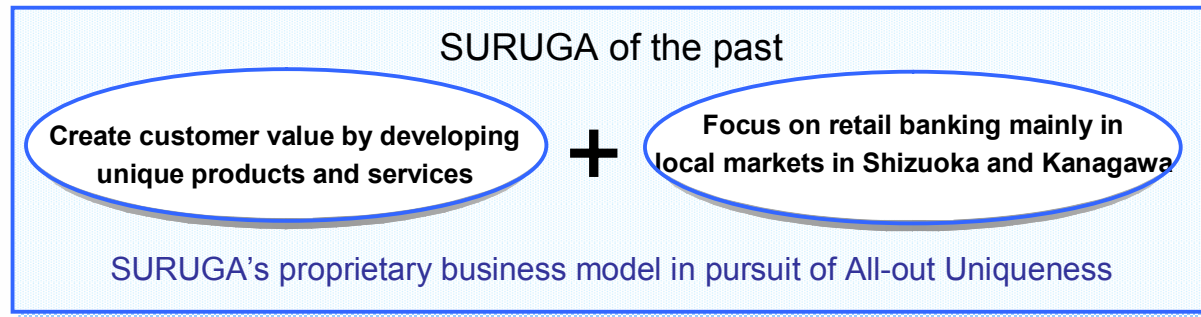 SURUGA of the past
Create customer value by developing
unique products and services
+
Focus on retail banking mainly in
local markets in Shizuoka and Kanagawa
SURUGA's proprietary business model in pursuit of All-out Uniqueness